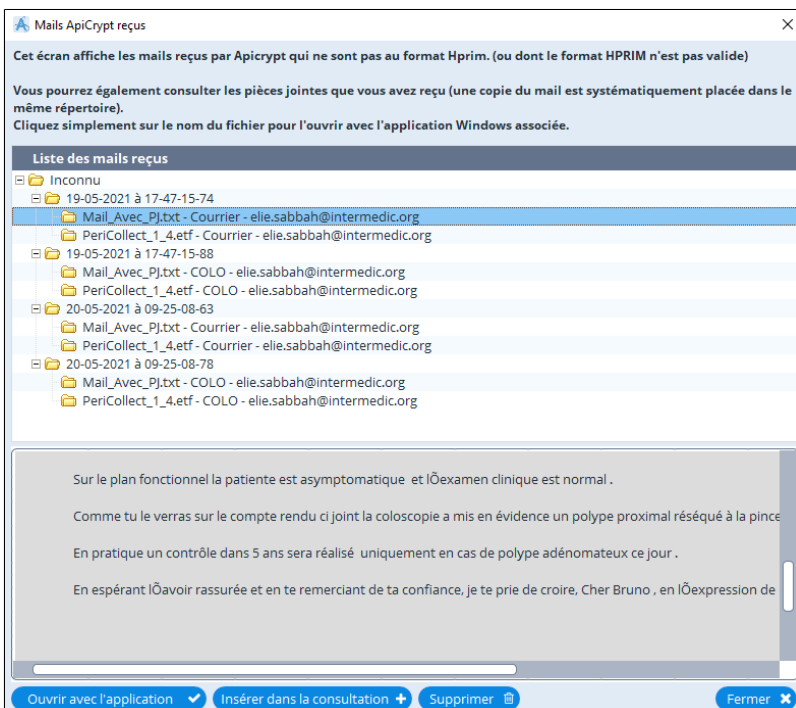 Mails ApiCrypt reçus
Cet écran affiche les mails reçus par Apicrypt qui ne sont pas au format Hprim. (ou dont le format HPRIM n'est pas valide)
Vous pourrez également consulter les pièces jointes que vous avez reçu (une copie du mail est systématiquement placée dans le
même répertoire).
Cliquez simplement sur le nom du fichier pour l'ouvrir avec l'application Windows associée.
Liste des mails reçus
Inconnu
19-05-2021 à 17-47-15-74
Mail_Avec_PJ.txt - Courrier - elie.sabbah@intermedic.org
PeriCollect_1_4.etf - Courrier - elie.sabbah@intermedic.org
19-05-2021 à 17-47-15-88
Mail_Avec_PJ.txt - COLO - elie.sabbah@intermedic.org
PeriCollect_1_4.etf - COLO - elie.sabbah@intermedic.org
20-05-2021 à 09-25-08-63
Mail_Avec_PJ.txt - Courrier - elie.sabbah@intermedic.org
PeriCollect_1_4.etf - Courrier - elie.sabbah@intermedic.org
20-05-2021 à 09-25-08-78
Mail_Avec_PJ.txt - COLO - elie.sabbah@intermedic.org
PeriCollect_1_4.etf - COLO - elie.sabbah@intermedic.org
Sur le plan fonctionnel la patiente est asymptomatique et lÕexamen clinique est normal .
Comme tu le verras sur le compte rendu ci joint la coloscopie a mis en évidence un polype proximal réséqué à la pince
En pratique un contrôle dans 5 ans sera réalisé uniquement en cas de polype adénomateux ce jour .
En espérant lÕavoir rassurée et en te remerciant de ta confiance, je te prie de croire, Cher Bruno , en lÕexpression de
Ouvrir avec l'application
Insérer dans la consultation
Supprimer
Fermer